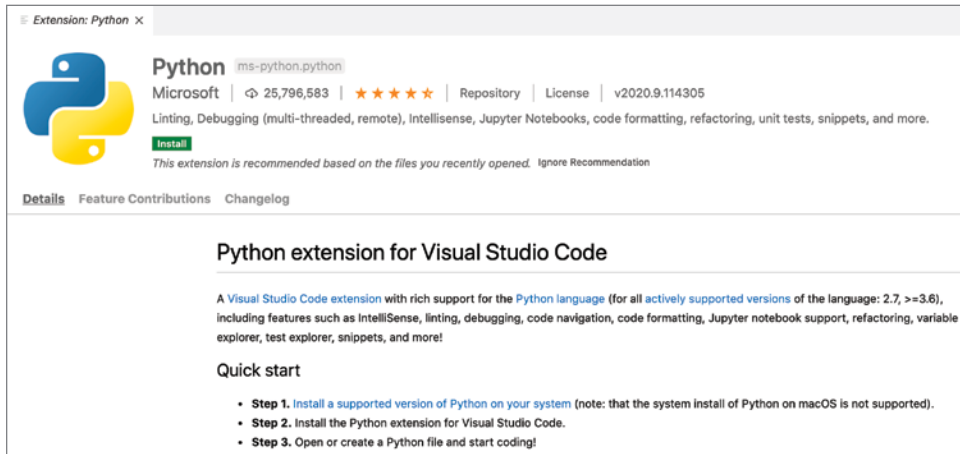 Extension: Python ×
Python ms-python.python
Microsoft 25,796,583 Repository License v2020.9.114305
Linting, Debugging (multi-threaded, remote), Intellisense, Jupyter Notebooks, code formatting, refactoring, unit tests, snippets, and more.
Install
This extension is recommended based on the files you recently opened. Ignore Recommendation
Details Feature Contributions Changelog
Python extension for Visual Studio Code
A Visual Studio Code extension with rich support for the Python language (for all actively supported versions of the language: 2.7, >=3.6),
including features such as IntelliSense, linting, debugging, code navigation, code formatting, Jupyter notebook support, refactoring, variable
explorer, test explorer, snippets, and more!
Quick start
• Step 1. Install a supported version of Python on your system (note: that the system install of Python on macOS is not supported).
• Step 2. Install the Python extension for Visual Studio Code.
• Step 3. Open or create a Python file and start coding!